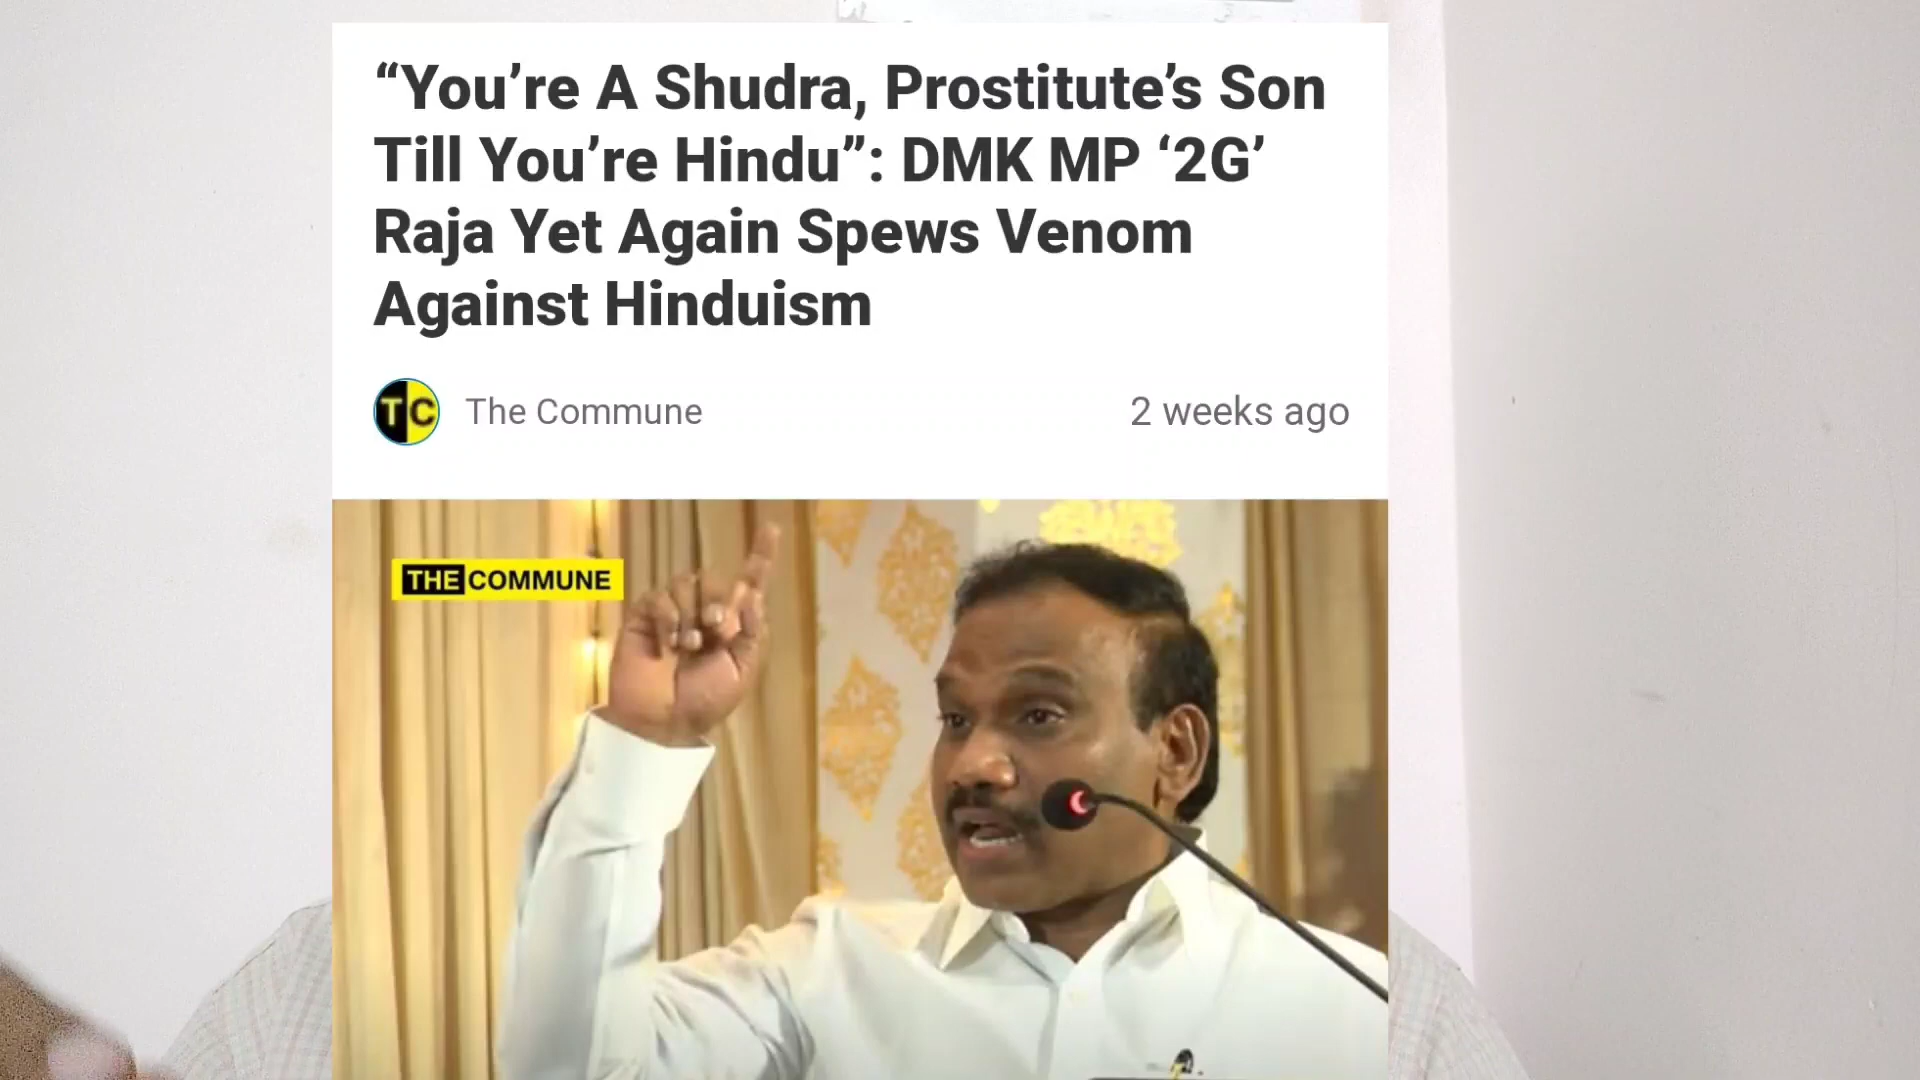 “You’re A Shudra, Prostitute’s Son
Till You’re Hindu”: DMK MP ‘2G’
Raja Yet Again Spews Venom
Against Hinduism
TC The Commune 2 weeks ago
THE COMMUNE